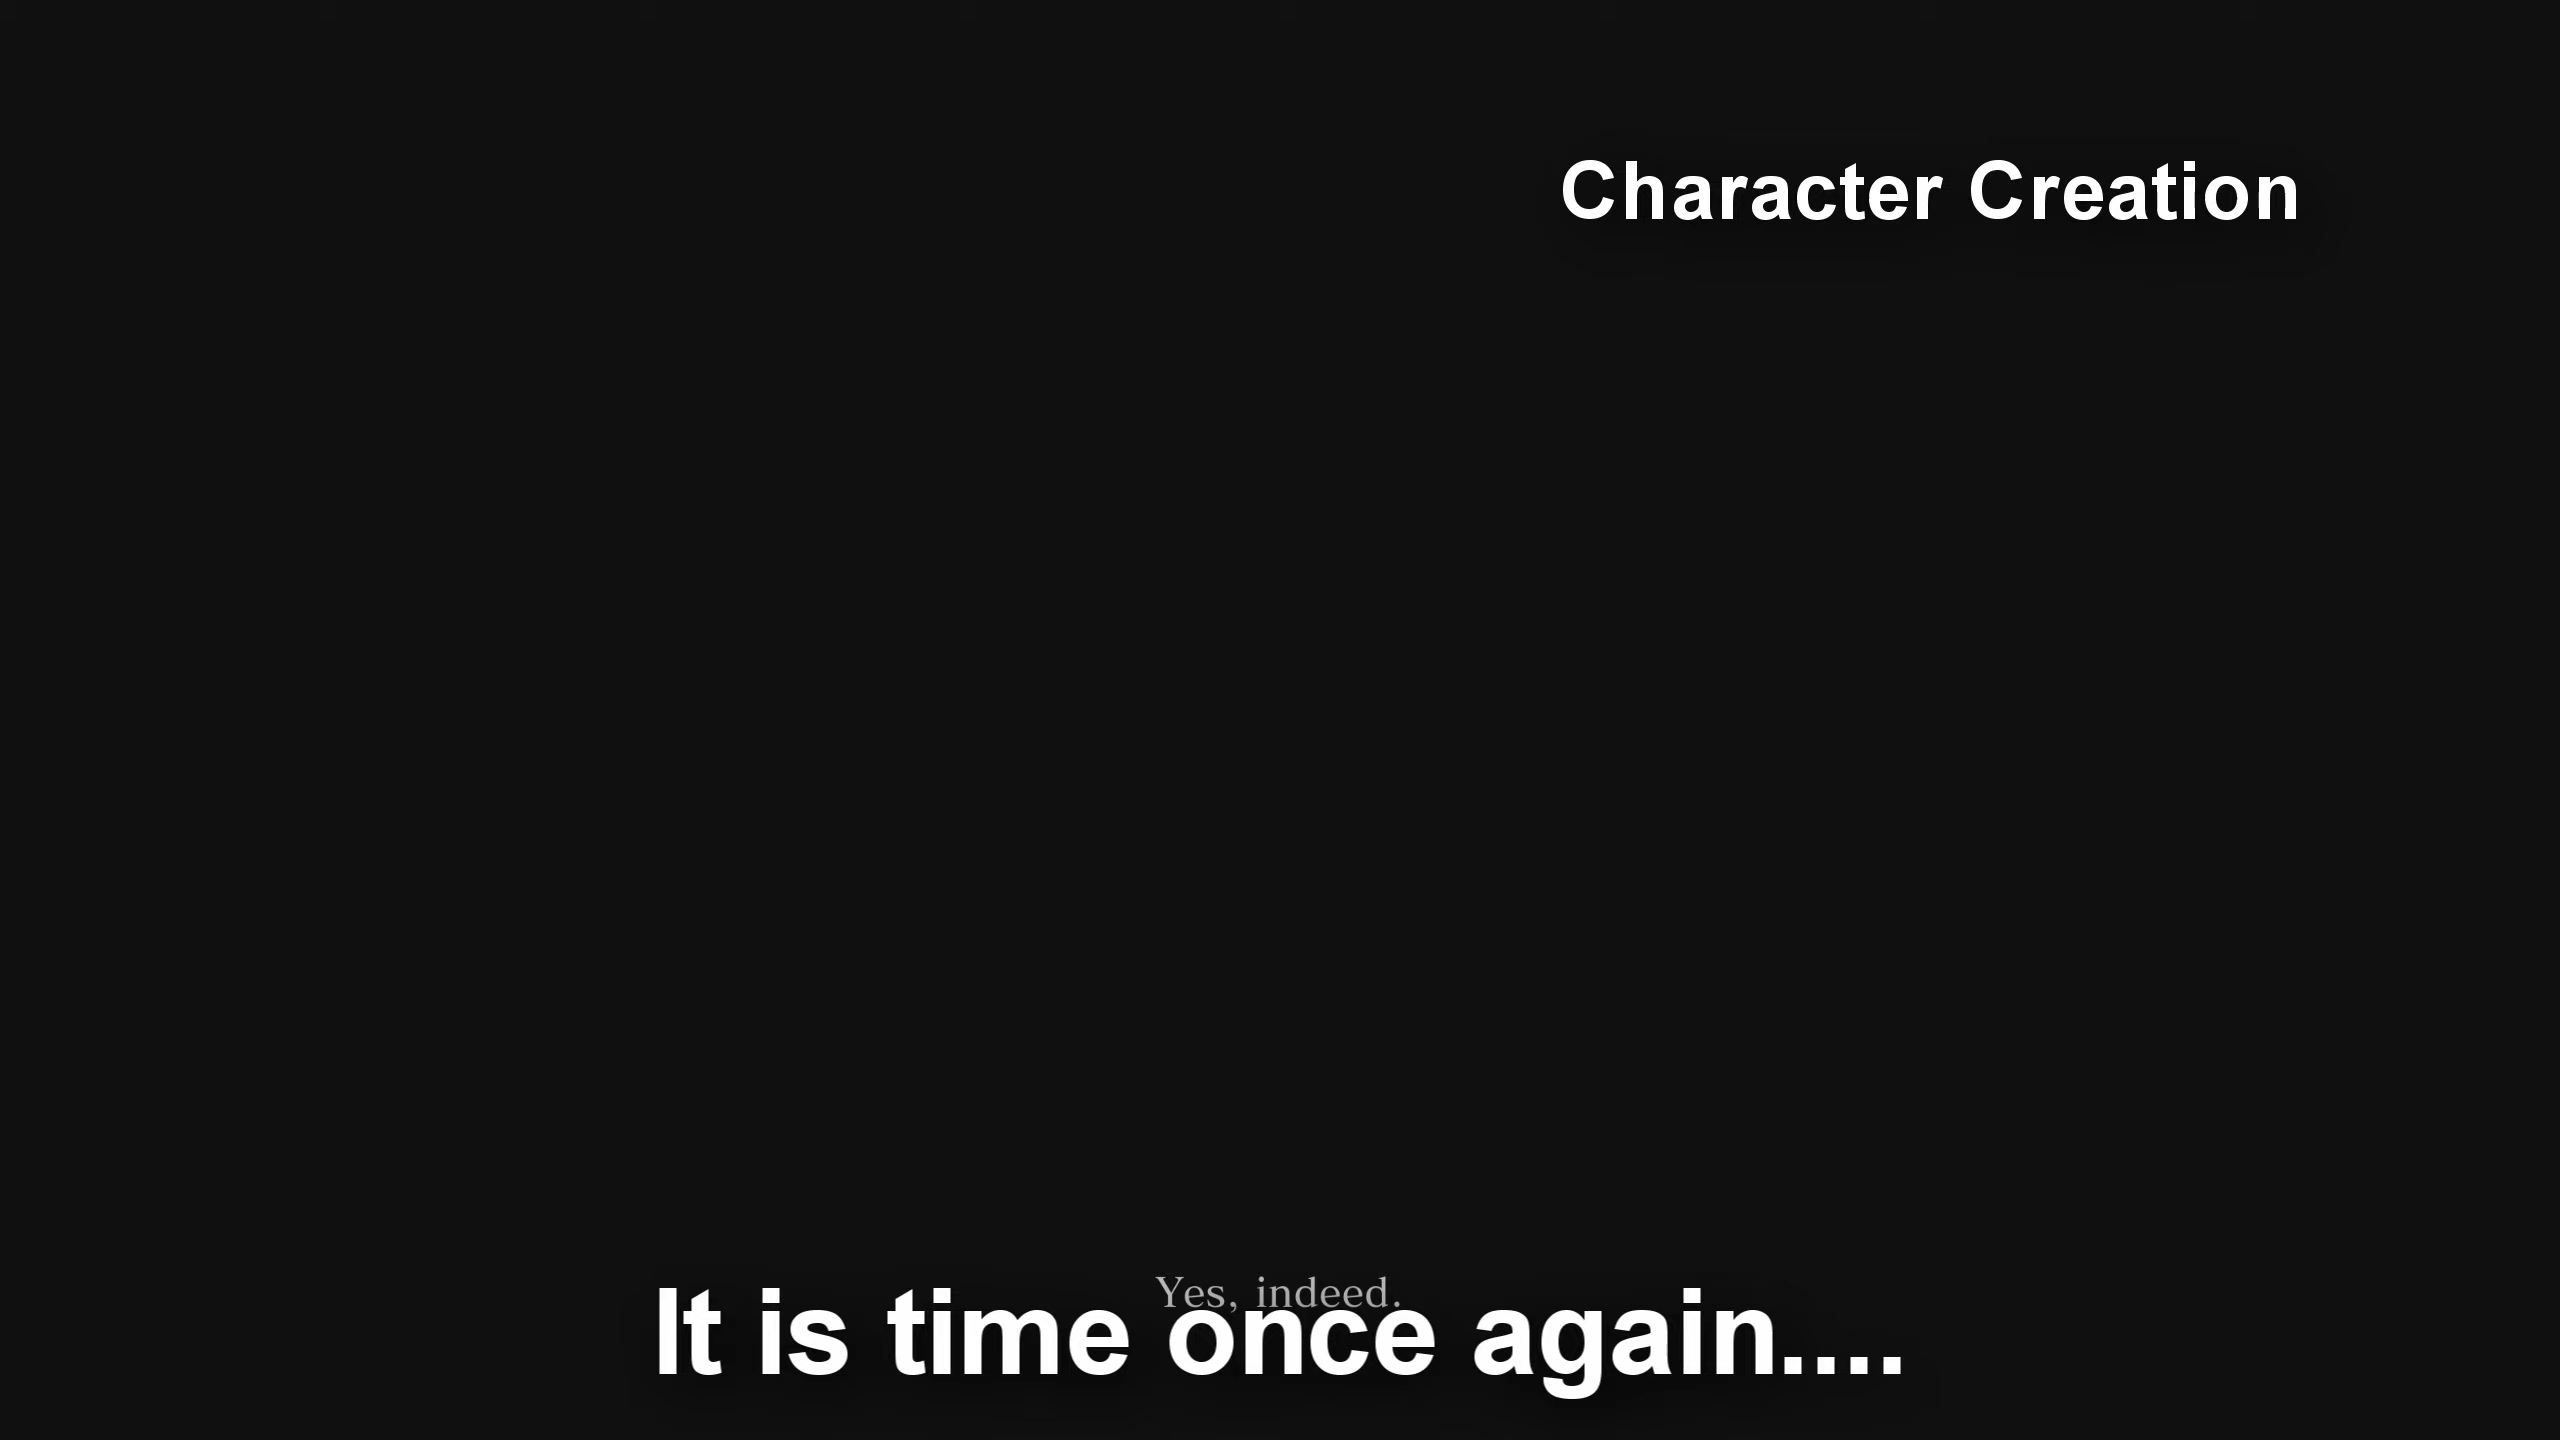 Character Creation
Yes, indeed.
It is time once again....